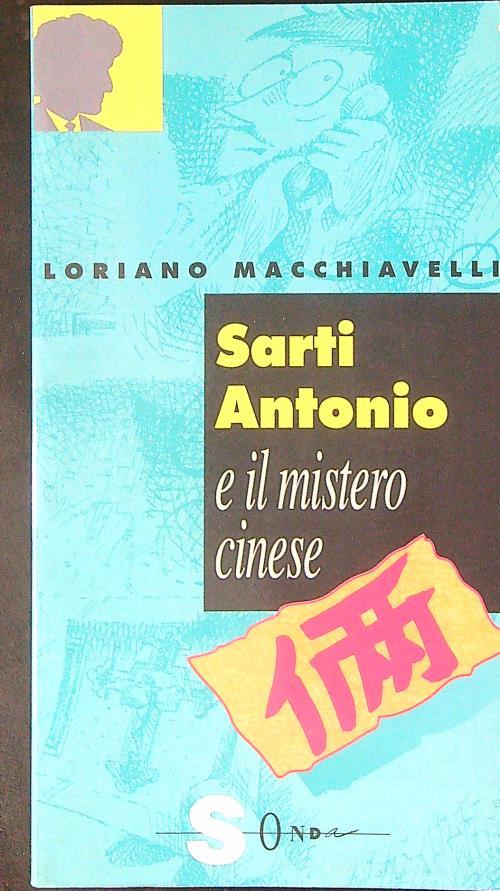 LORIANO MACCHIAVELLI
Sarti
Antonio
e il mistero
cinese
俩
SONDA